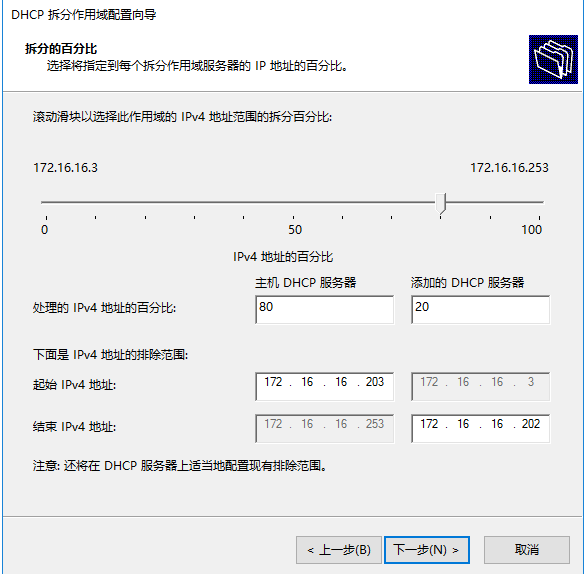 DHCP 拆分作用域配置向导
拆分的百分比
选择将指定到每个拆分作用域服务器的 IP 地址的百分比。
滚动滑块以选择此作用域的 IPv4 地址范围的拆分百分比:
172.16.16.3 172.16.16.253
0 50 100
IPv4 地址的百分比
主机 DHCP 服务器 添加的 DHCP 服务器
处理的 IPv4 地址的百分比: 80 20
下面是 IPv4 地址的排除范围:
起始 IPv4 地址: 172 . 16 . 16 . 203 172 . 16 . 16 . 3
结束 IPv4 地址: 172 . 16 . 16 . 253 172 . 16 . 16 . 202
注意: 还将在 DHCP 服务器上适当地配置现有排除范围。
< 上一步(B) 下一步(N) > 取消